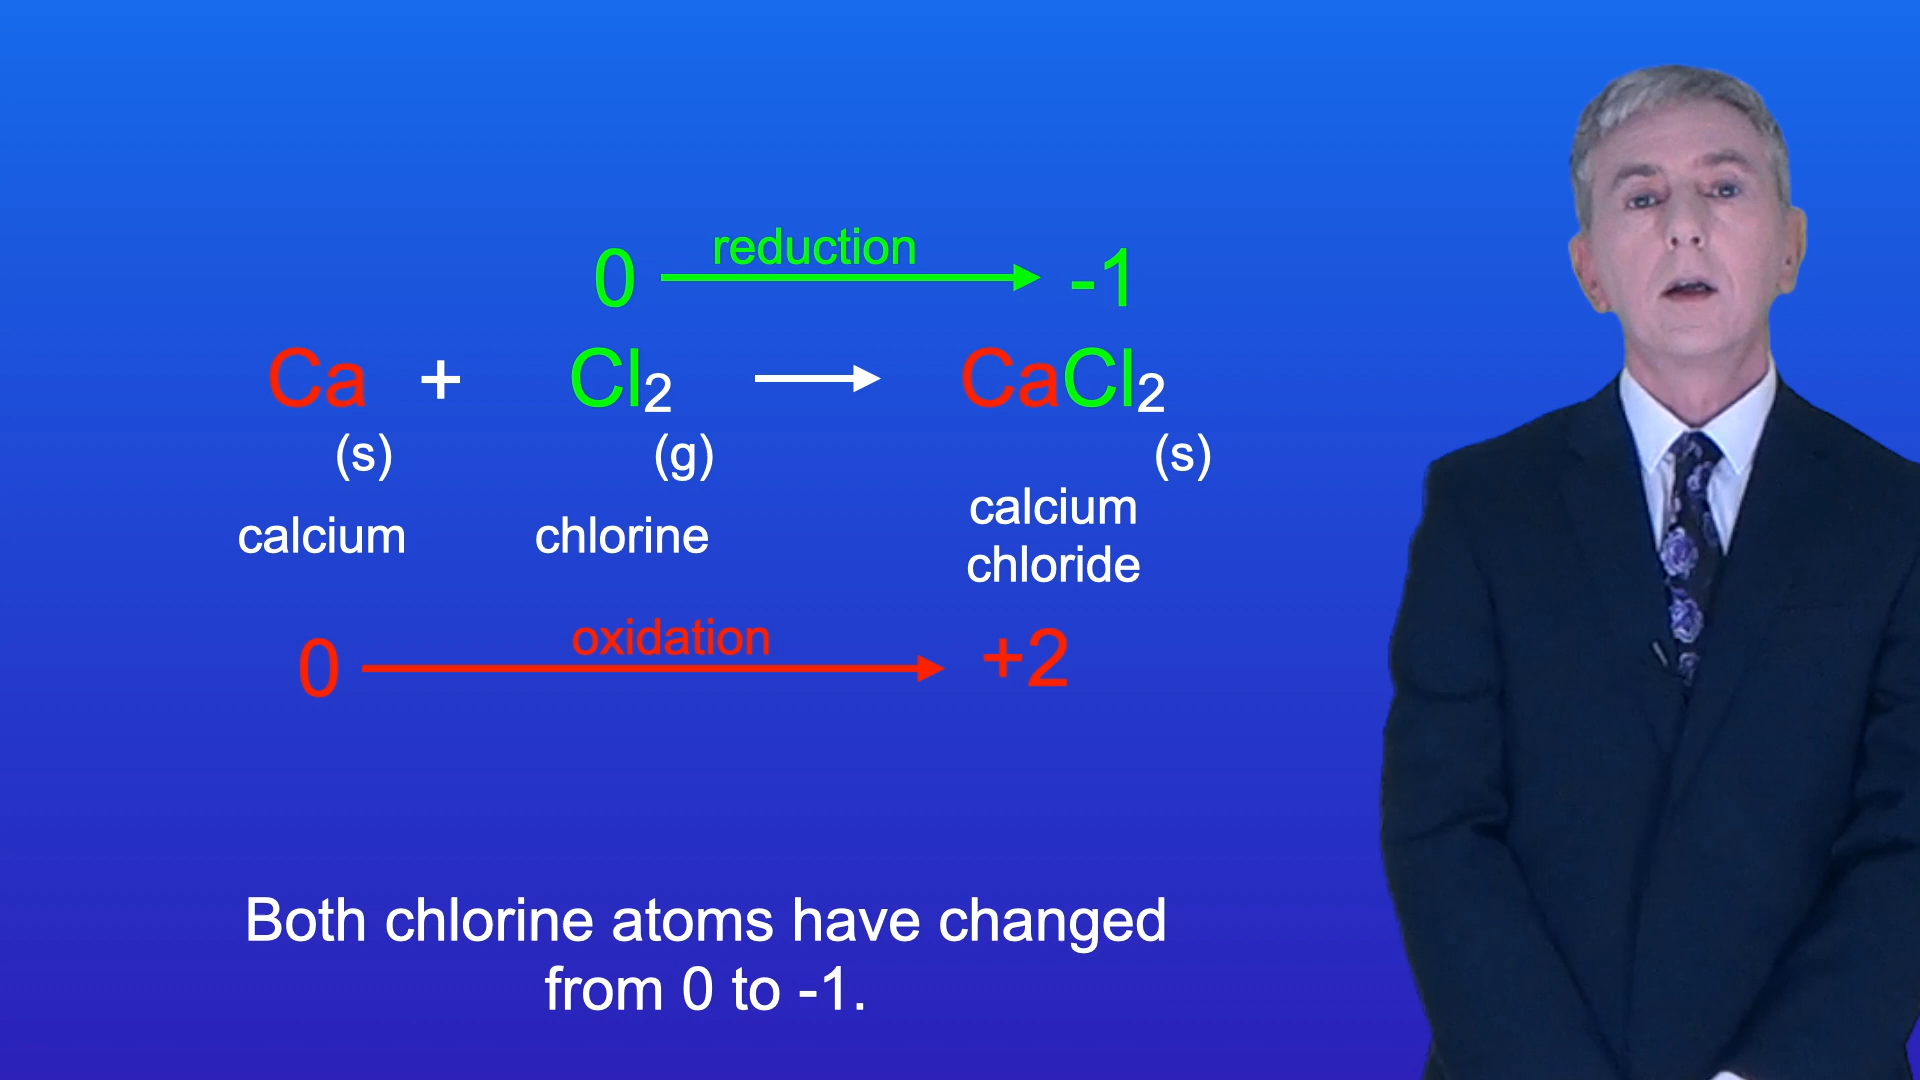 reduction
0 -1
Ca + Cl2 CaCl2
(s) (g) (s)
calcium chlorine calcium
chloride
oxidation
0 +2
Both chlorine atoms have changed
from 0 to -1.